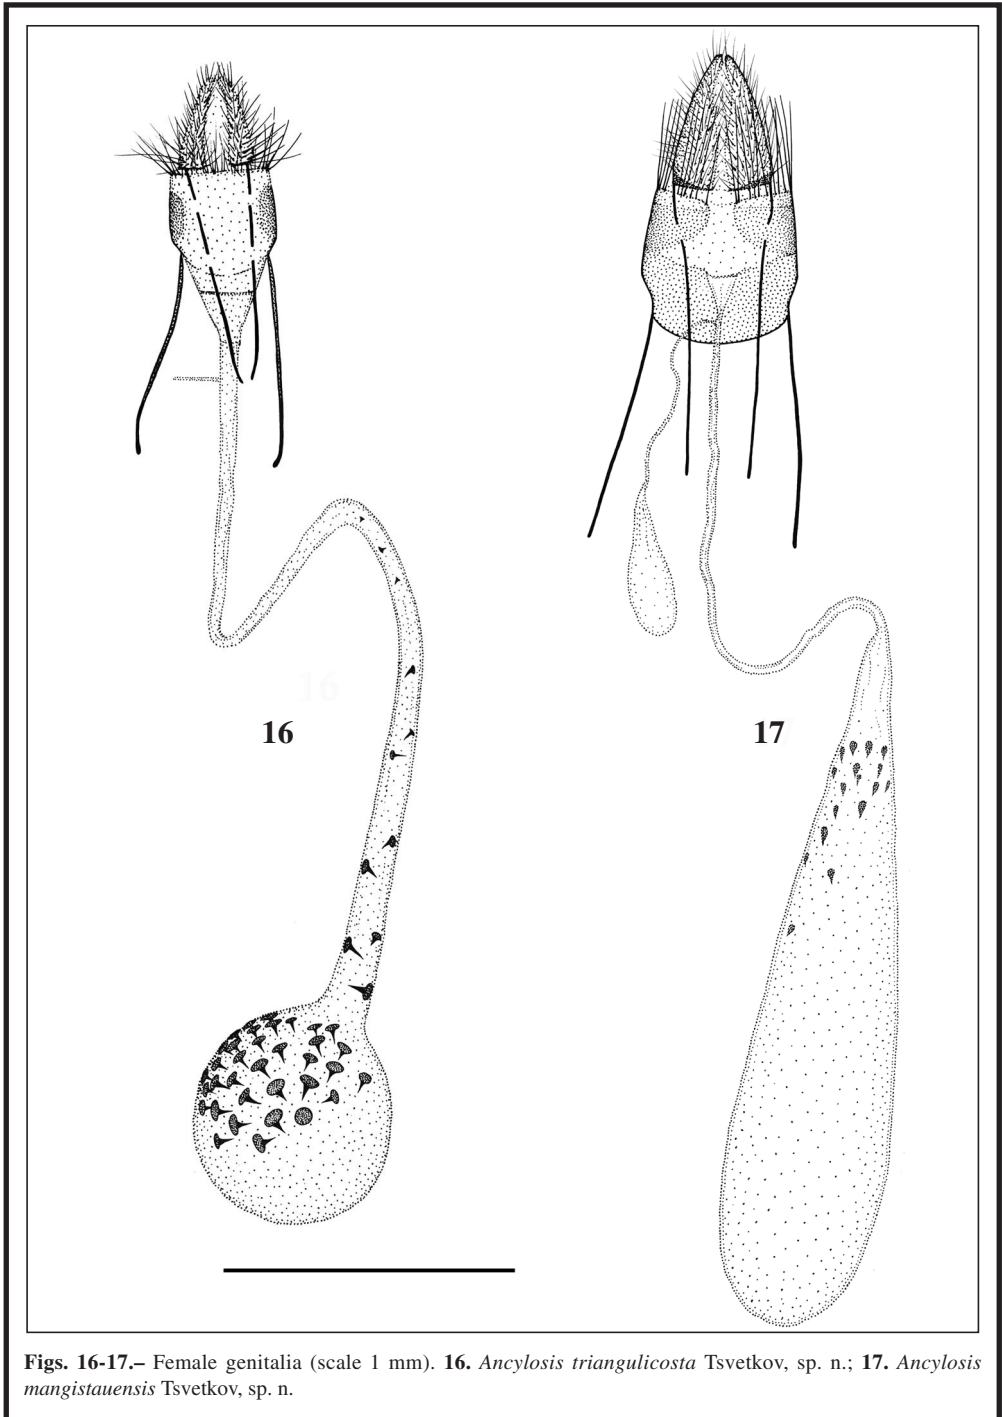 16
17
Figs. 16-17.– Female genitalia (scale 1 mm). 16. Ancylosis triangulicosta Tsvetkov, sp. n.; 17. Ancylosis
mangistauensis Tsvetkov, sp. n.